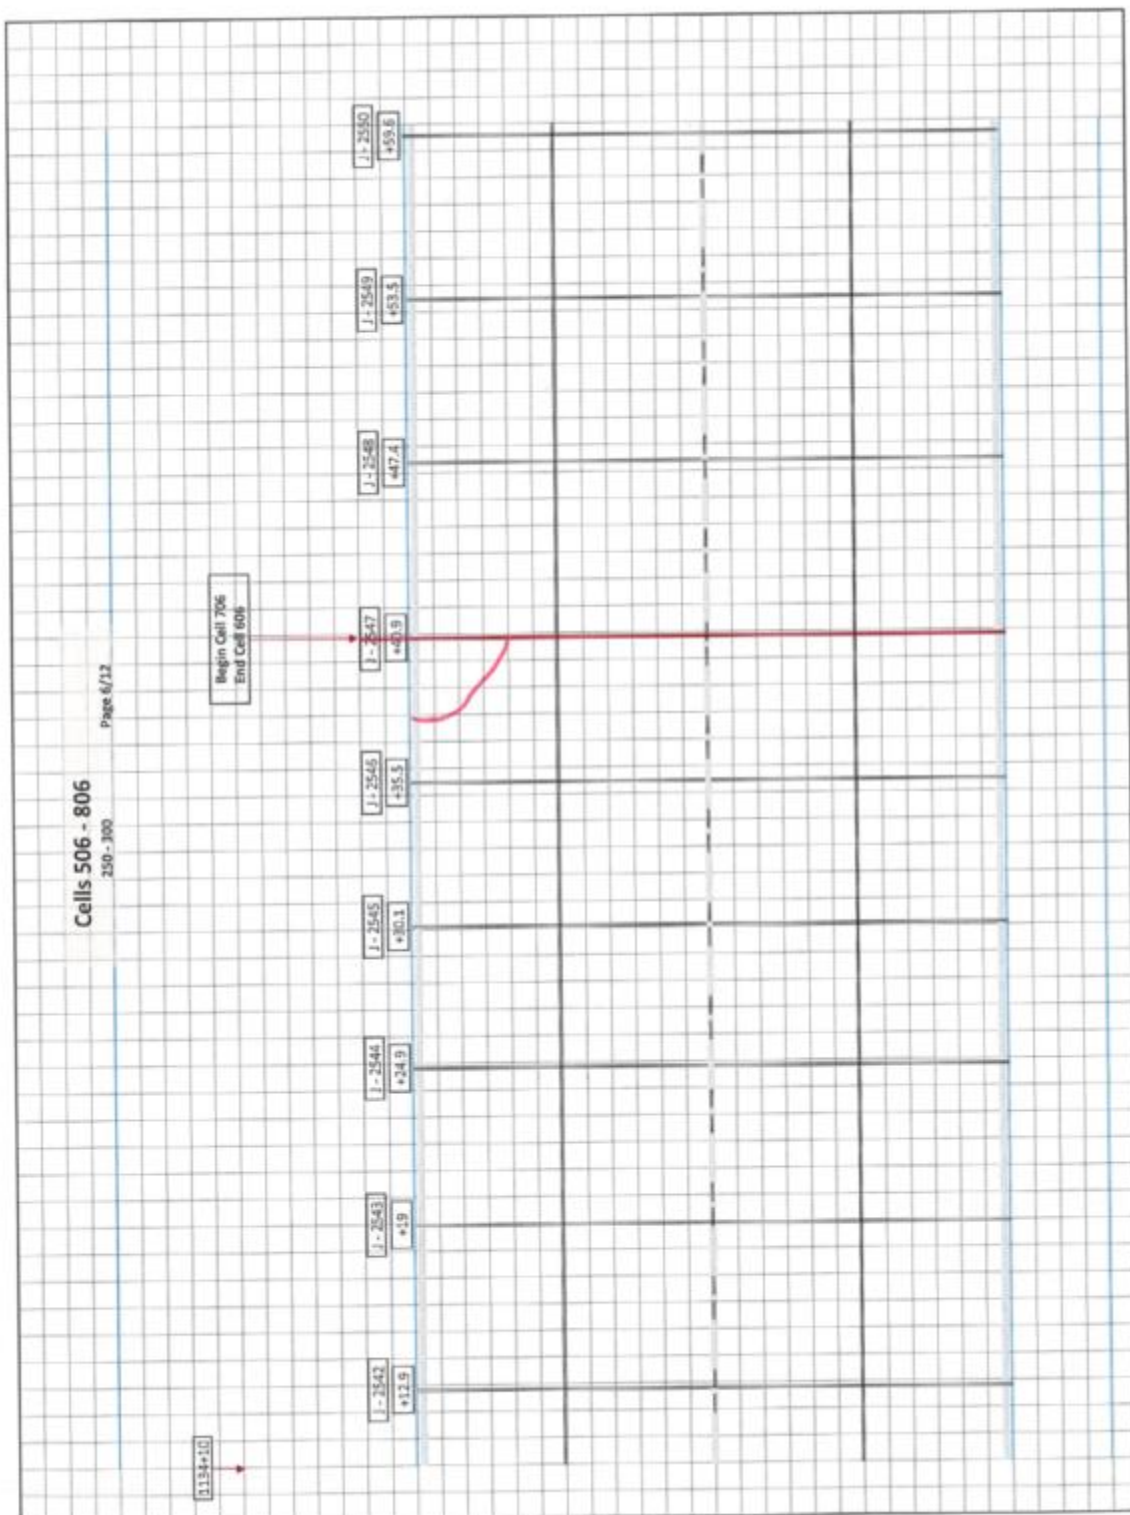 Cells 506 - 806
250 - 300 Page 6/12
Begin Cell 706
End Cell 606
1134+10
J - 2542 J - 2543 J - 2544 J - 2545 J - 2546 J - 2547 J - 2548 J - 2549 J - 2550
+12.9 +19 +24.9 +30.1 +35.5 +40.9 +47.4 +53.5 +59.6